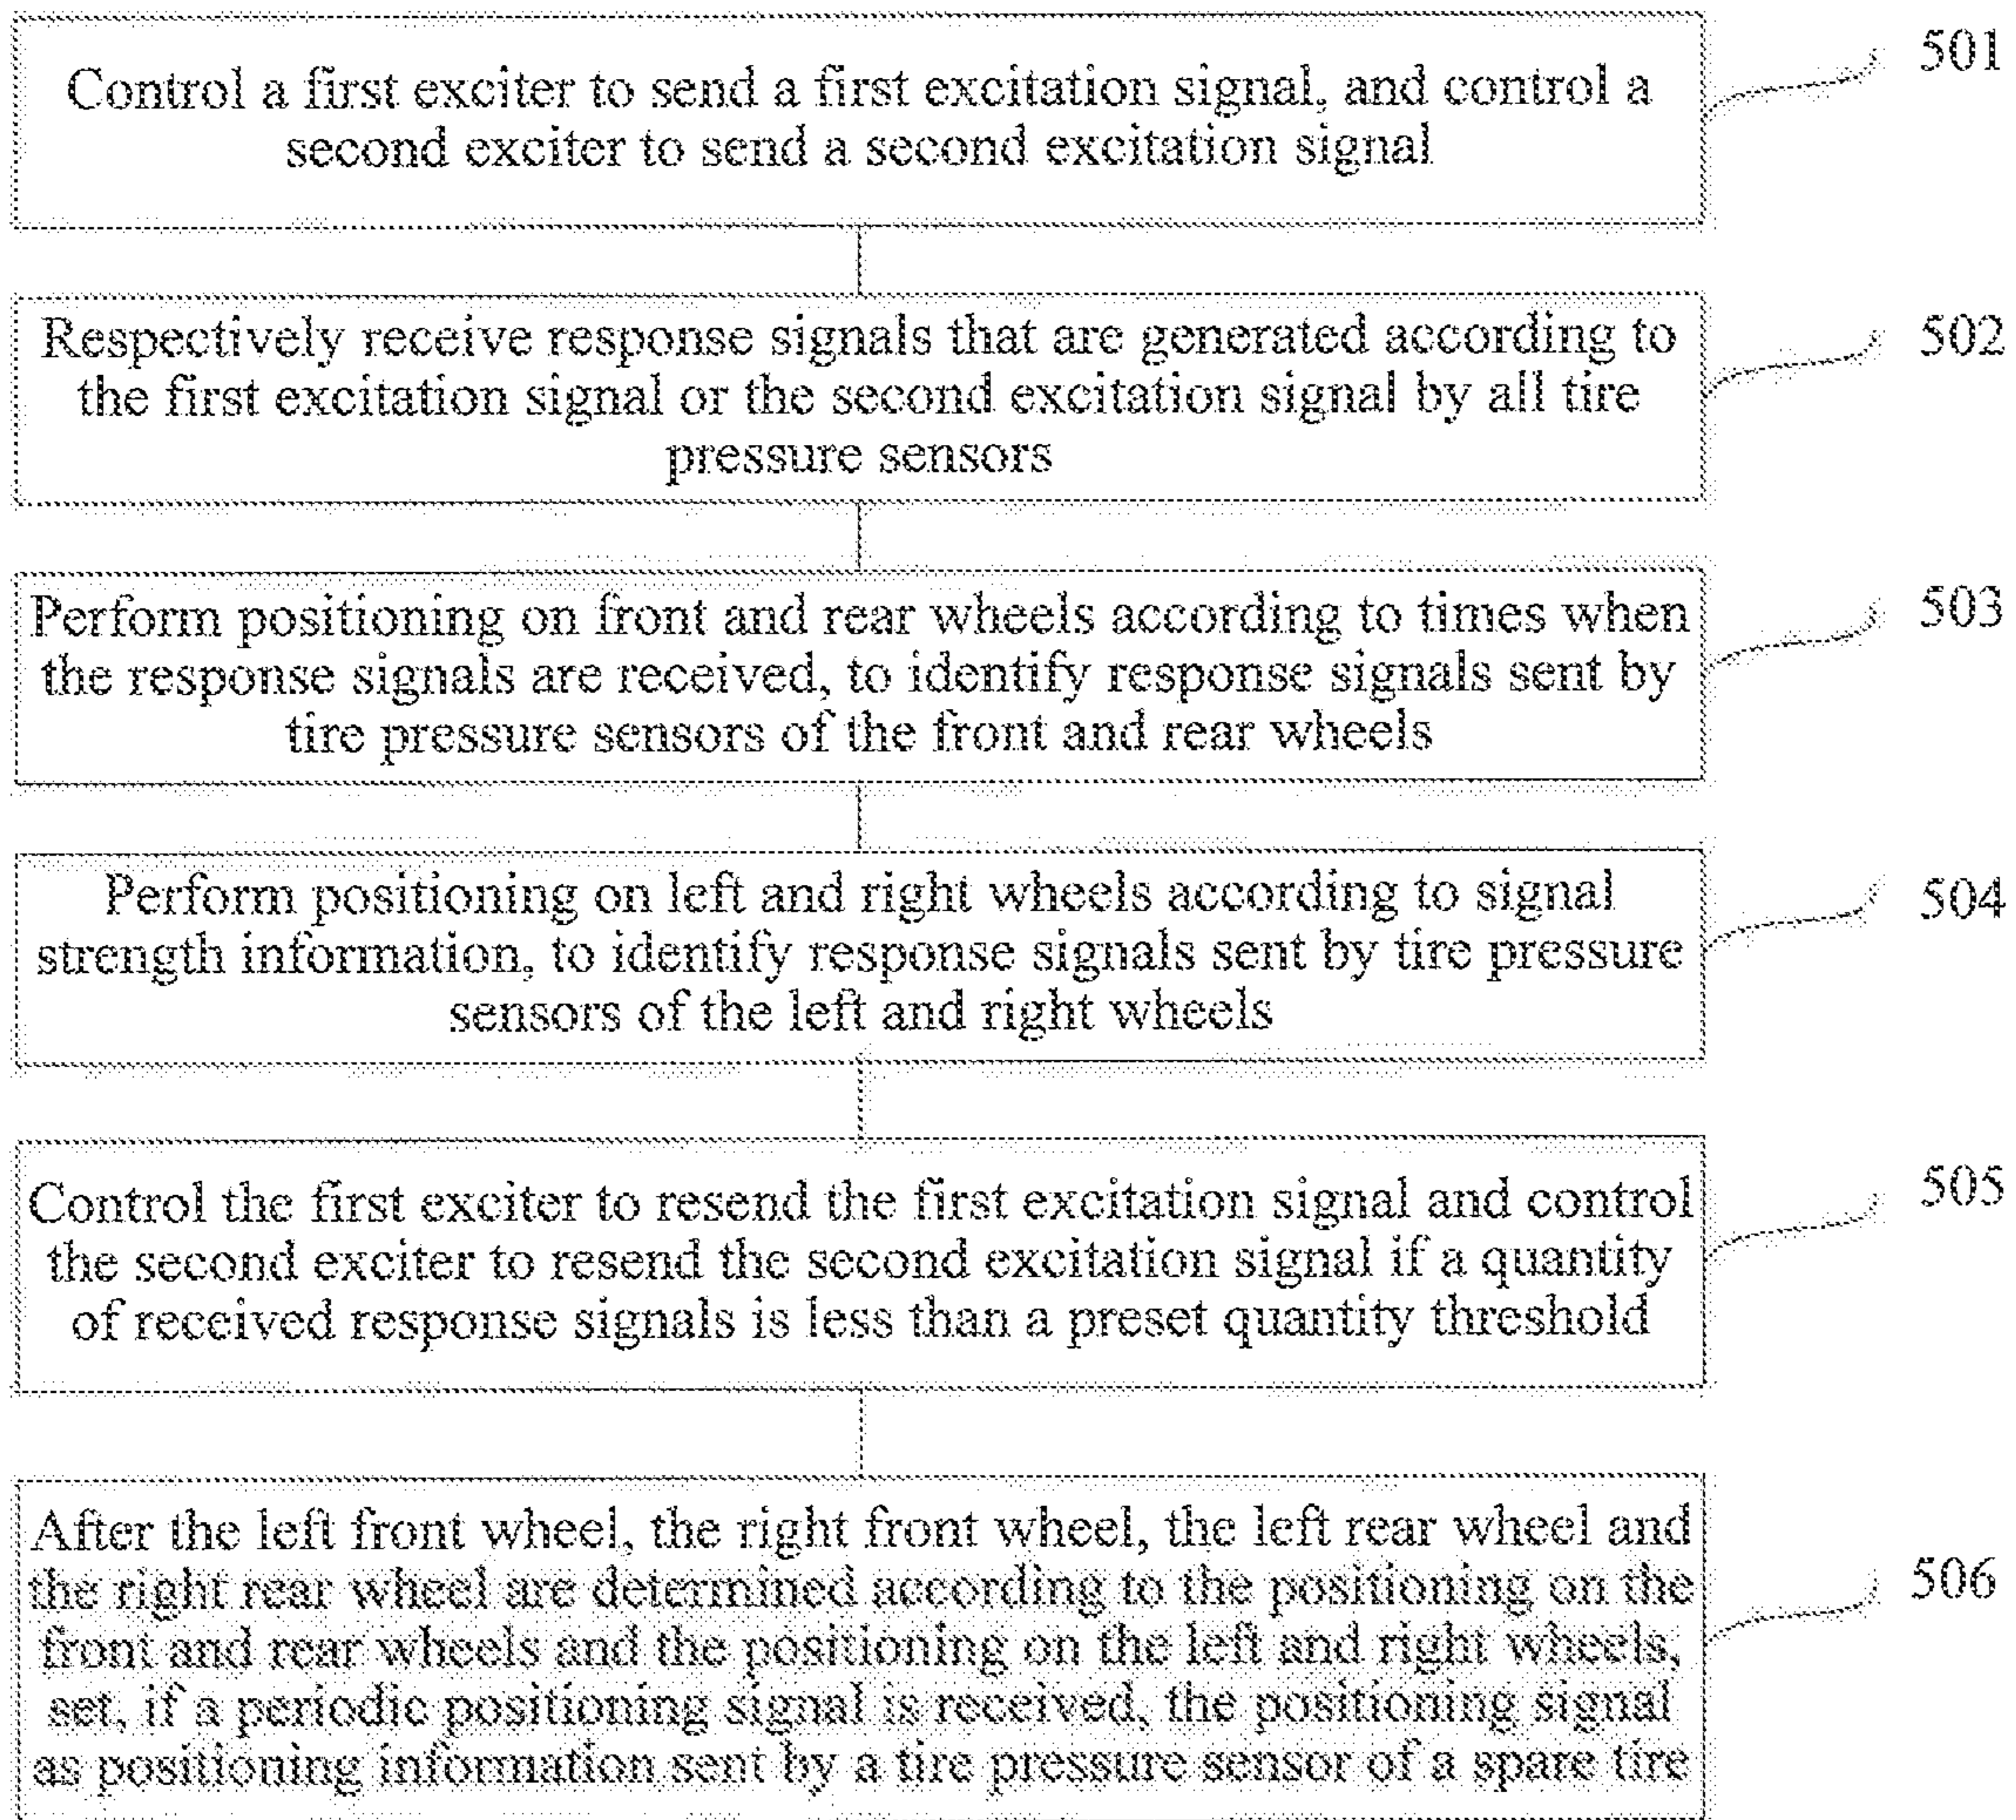 Control a first exciter to send a first excitation signal, and control a
second exciter to send a second excitation signal
501
Respectively receive response signals that are generated according to
the first excitation signal or the second excitation signal by all tire
pressure sensors
502
Perform positioning on front and rear wheels according to times when
the response signals are received, to identify response signals sent by
tire pressure sensors of the front and rear wheels
503
Perform positioning on left and right wheels according to signal
strength information, to identify response signals sent by tire pressure
sensors of the left and right wheels
504
Control the first exciter to resend the first excitation signal and control
the second exciter to resend the second excitation signal if a quantity
of received response signals is less than a preset quantity threshold
505
After the left front wheel, the right front wheel, the left rear wheel and
the right rear wheel are determined according to the positioning on the
front and rear wheels and the positioning on the left and right wheels,
set, if a periodic positioning signal is received, the positioning signal
as positioning information sent by a tire pressure sensor of a spare tire
506